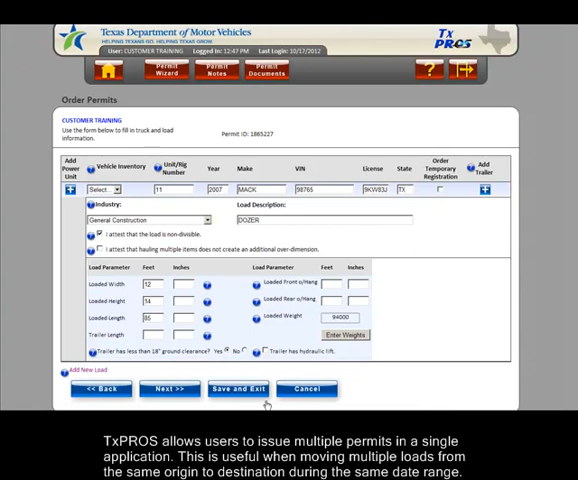 Texas Department of Motor Vehicles
HELPING TEXANS GO. HELPING TEXAS GROW.
User: CUSTOMER TRAINING Logged In: 12:47 PM Last Login: 10/17/2012
Tx
PROS
Permit Wizard
Permit Notes
Permit Documents
?
Order Permits
CUSTOMER TRAINING
Use the form below to fill in truck and load
information.
Permit ID: 1865227
Add Power Unit Vehicle Inventory Unit/Rig Number Year Make VIN License State Order Temporary Registration Add Trailer
Select... 11 2007 MACK 98765 9KW83J TX
Industry: Load Description:
General Construction DOZER
I attest that the load is non-divisible.
I attest that hauling multiple items does not create an additional over-dimension.
Load Parameter Feet Inches Load Parameter Feet Inches
Loaded Width 12 Loaded Front o/Hang
Loaded Height 14 Loaded Rear o/Hang
Loaded Length 85 Loaded Weight 94000
Trailer Length Enter Weights
Trailer has less than 18" ground clearance? Yes No Trailer has hydraulic lift.
Add New Load
<< Back Next >> Save and Exit Cancel
TxPROS allows users to issue multiple permits in a single
application. This is useful when moving multiple loads from
the same origin to destination during the same date range.